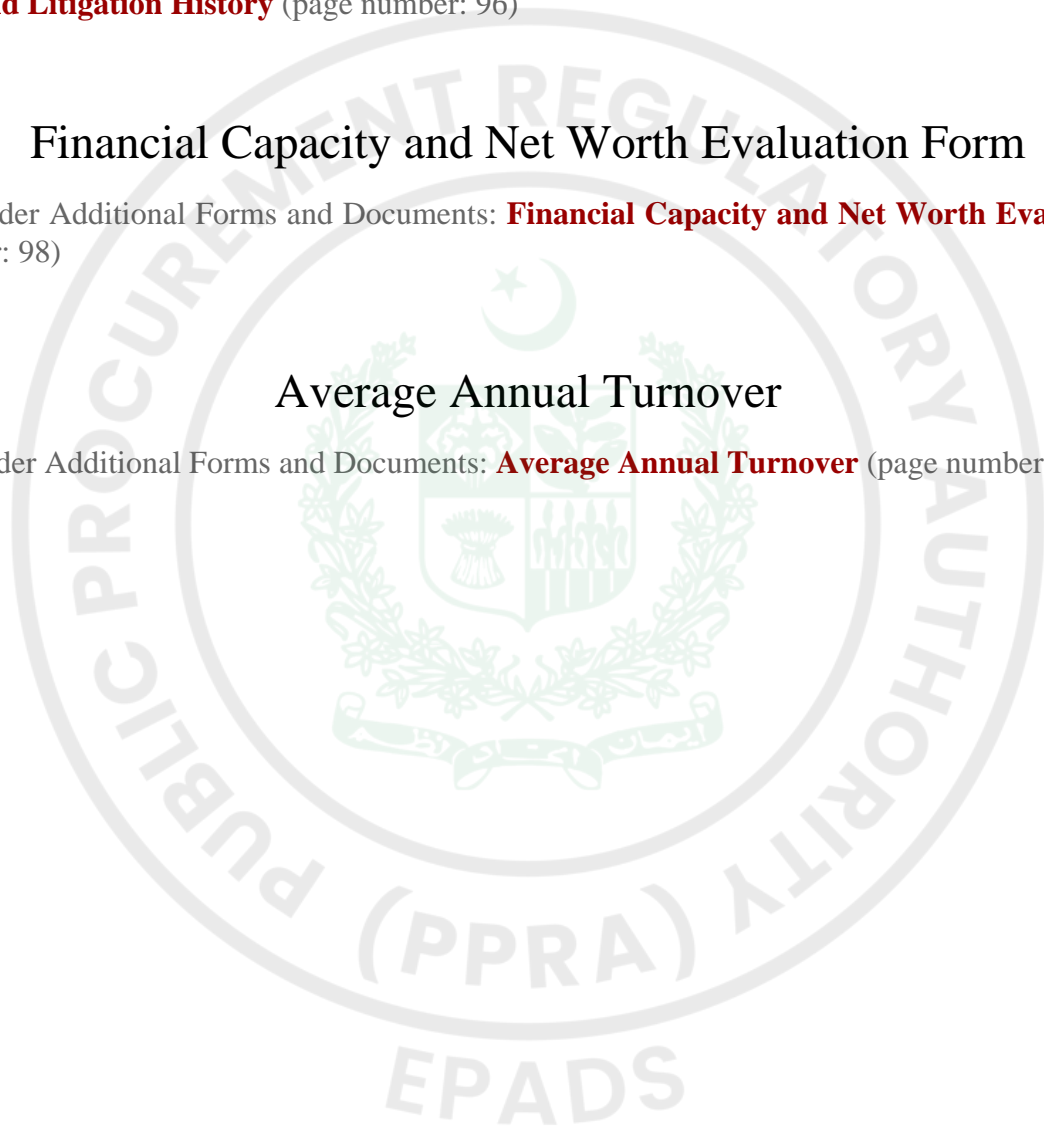 nd Litigation History (page number: 96)
Financial Capacity and Net Worth Evaluation Form
der Additional Forms and Documents: Financial Capacity and Net Worth Eva
: 98)
Average Annual Turnover
der Additional Forms and Documents: Average Annual Turnover (page number
PUBLIC PROCUREMENT REGULATORY AUTHORITY
(PPRA)
EPADS